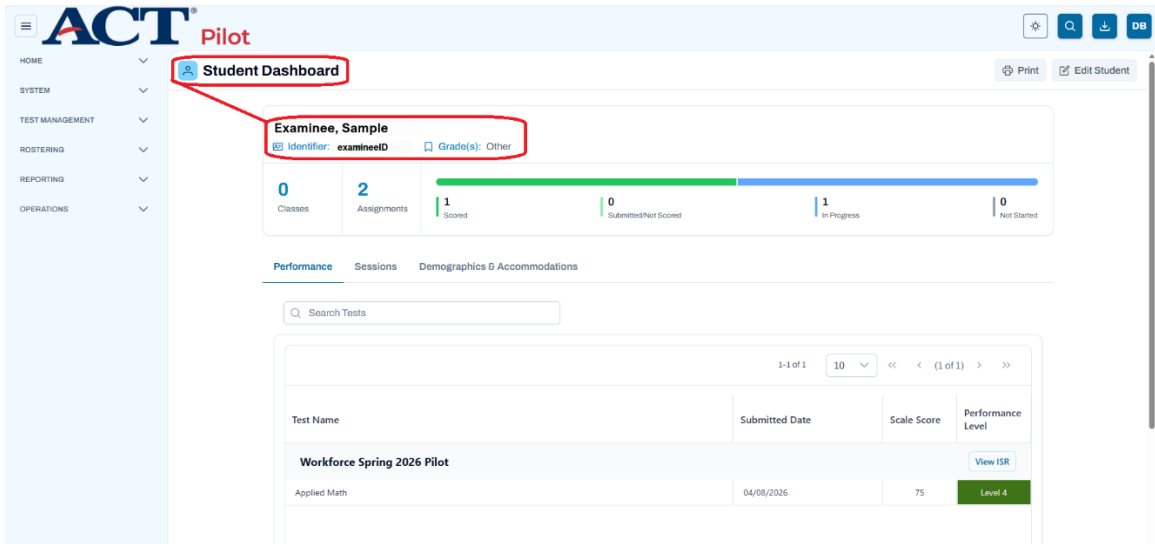 ACT® Pilot
DB
HOME
SYSTEM
TEST MANAGEMENT
ROSTERING
REPORTING
OPERATIONS
Student Dashboard
Print
Edit Student
Examinee, Sample
Identifier: examineeID Grade(s): Other
0
Classes
2
Assignments
1
Scored
0
Submitted/Not Scored
1
In Progress
0
Not Started
Performance Sessions Demographics & Accommodations
Search Tests
1-1 of 1 10 << < (1 of 1) > >>
Test Name Submitted Date Scale Score Performance Level
Workforce Spring 2026 Pilot View ISR
Applied Math 04/08/2026 75 Level 4